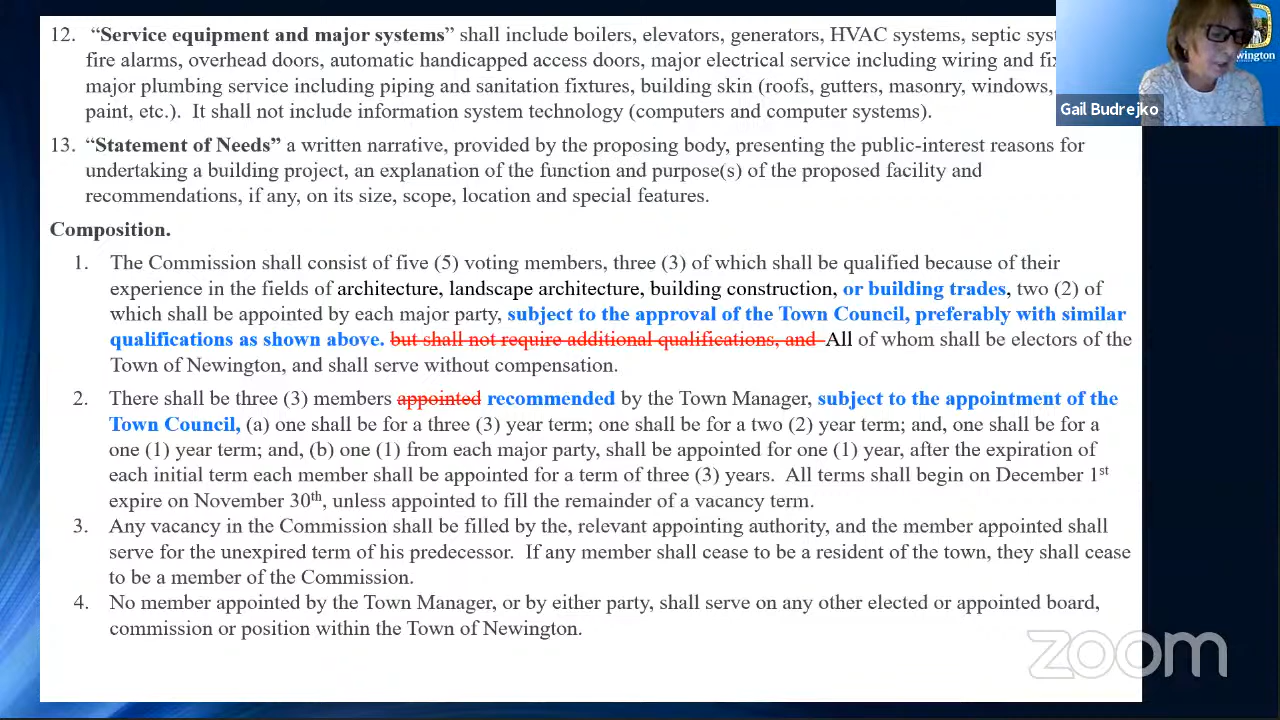 12. “Service equipment and major systems” shall include boilers, elevators, generators, HVAC systems, septic
fire alarms, overhead doors, automatic handicapped access doors, major electrical service including wiring and
major plumbing service including piping and sanitation fixtures, building skin (roofs, gutters, masonry, windows,
paint, etc.). It shall not include information system technology (computers and computer systems).
Gail Budrejko
13. “Statement of Needs” a written narrative, provided by the proposing body, presenting the public-interest reasons for
undertaking a building project, an explanation of the function and purpose(s) of the proposed facility and
recommendations, if any, on its size, scope, location and special features.
Composition.
1. The Commission shall consist of five (5) voting members, three (3) of which shall be qualified because of their
experience in the fields of architecture, landscape architecture, building construction, or building trades, two (2) of
which shall be appointed by each major party, subject to the approval of the Town Council, preferably with similar
qualifications as shown above. but shall not require additional qualifications, and All of whom shall be electors of the
Town of Newington, and shall serve without compensation.
2. There shall be three (3) members appointed recommended by the Town Manager, subject to the appointment of the
Town Council, (a) one shall be for a three (3) year term; one shall be for a two (2) year term; and, one shall be for a
one (1) year term; and, (b) one (1) from each major party, shall be appointed for one (1) year, after the expiration of
each initial term each member shall be appointed for a term of three (3) years. All terms shall begin on December 1st
expire on November 30th, unless appointed to fill the remainder of a vacancy term.
3. Any vacancy in the Commission shall be filled by the, relevant appointing authority, and the member appointed shall
serve for the unexpired term of his predecessor. If any member shall cease to be a resident of the town, they shall cease
to be a member of the Commission.
4. No member appointed by the Town Manager, or by either party, shall serve on any other elected or appointed board,
commission or position within the Town of Newington.
zoom